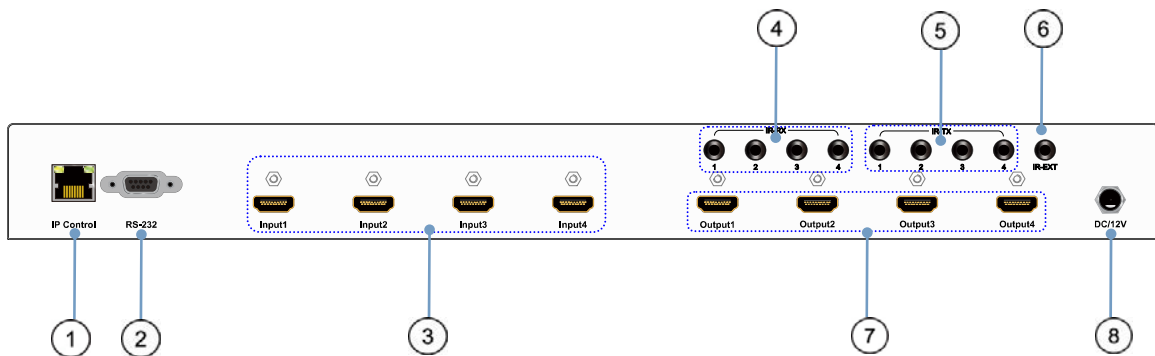 4 5 6
IR-RX IR-TX
1 2 3 4 1 2 3 4 IR-EXT
IP Control RS-232 Input1 Input2 Input3 Input4 Output1 Output2 Output3 Output4 DC/12V
1 2 3 7 8